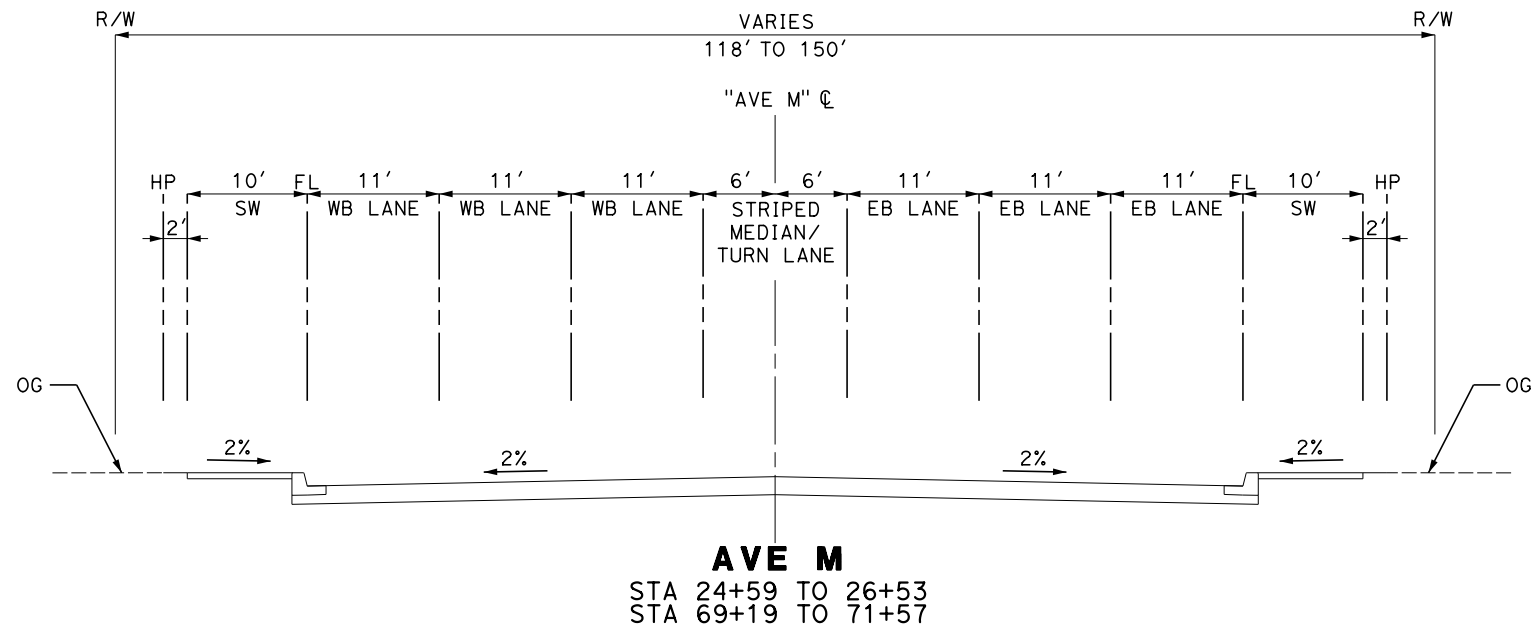 R/W VARIES R/W
118' TO 150'
"AVE M" ℄
HP 10' FL 11' 11' 11' 6' 6' 11' 11' 11' FL 10' HP
SW WB LANE WB LANE WB LANE STRIPED EB LANE EB LANE EB LANE SW
2' MEDIAN/ 2'
TURN LANE
OG OG
2% 2% 2% 2%
AVE M
STA 24+59 TO 26+53
STA 69+19 TO 71+57